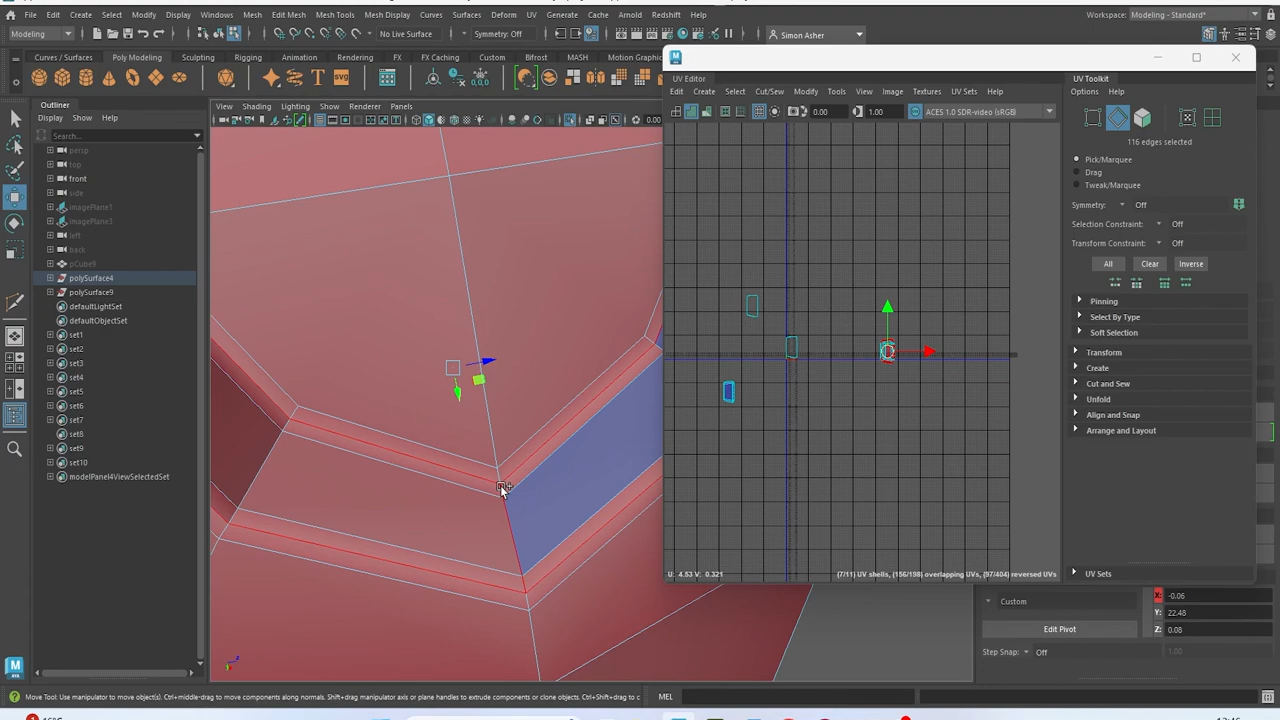 File Edit Create Select Modify Display Windows Mesh Edit Mesh Mesh Tools Mesh Display Curves Surfaces Deform UV Generate Cache Arnold Redshift Help
Workspace: Modeling - Standard*
Modeling
No Live Surface
Symmetry: Off
Simon Asher
Curves / Surfaces Poly Modeling Sculpting Rigging Animation Rendering FX FX Caching Custom Arnold Bifrost MASH Motion Graphic
Outliner
Display Show Help
Search...
View Shading Lighting Show Renderer Panels
0.00
persp
top
front
side
imagePlane1
imagePlane3
left
back
pCube9
polySurface4
polySurface9
defaultLightSet
defaultObjectSet
set1
set2
set3
set4
set5
set6
set7
set8
set9
set10
modelPanel4ViewSelectedSet
UV Editor
Edit Create Select Cut/Sew Modify Tools View Image Textures UV Sets Help
0.00 1.00 ACES 1.0 SDR-video (sRGB)
U: 4.53 V: 0.321
(7/11) UV shells, (156/198) overlapping UVs, (97/404) reversed UVs
UV Toolkit
Options Help
116 edges selected
Pick/Marquee
Drag
Tweak/Marquee
Symmetry: Off
Selection Constraint: Off
Transform Constraint: Off
All Clear Inverse
Pinning
Select By Type
Soft Selection
Transform
Create
Cut and Sew
Unfold
Align and Snap
Arrange and Layout
UV Sets
Custom
Edit Pivot
Step Snap: Off
X: -0.06
Y: 22.48
Z: 0.08
1.00
Move Tool: Use manipulator to move object(s). Ctrl+middle-drag to move components along normals. Shift+drag manipulator axis or plane handles to extrude components or clone objects. Ctrl+Shift+drag to c
MEL